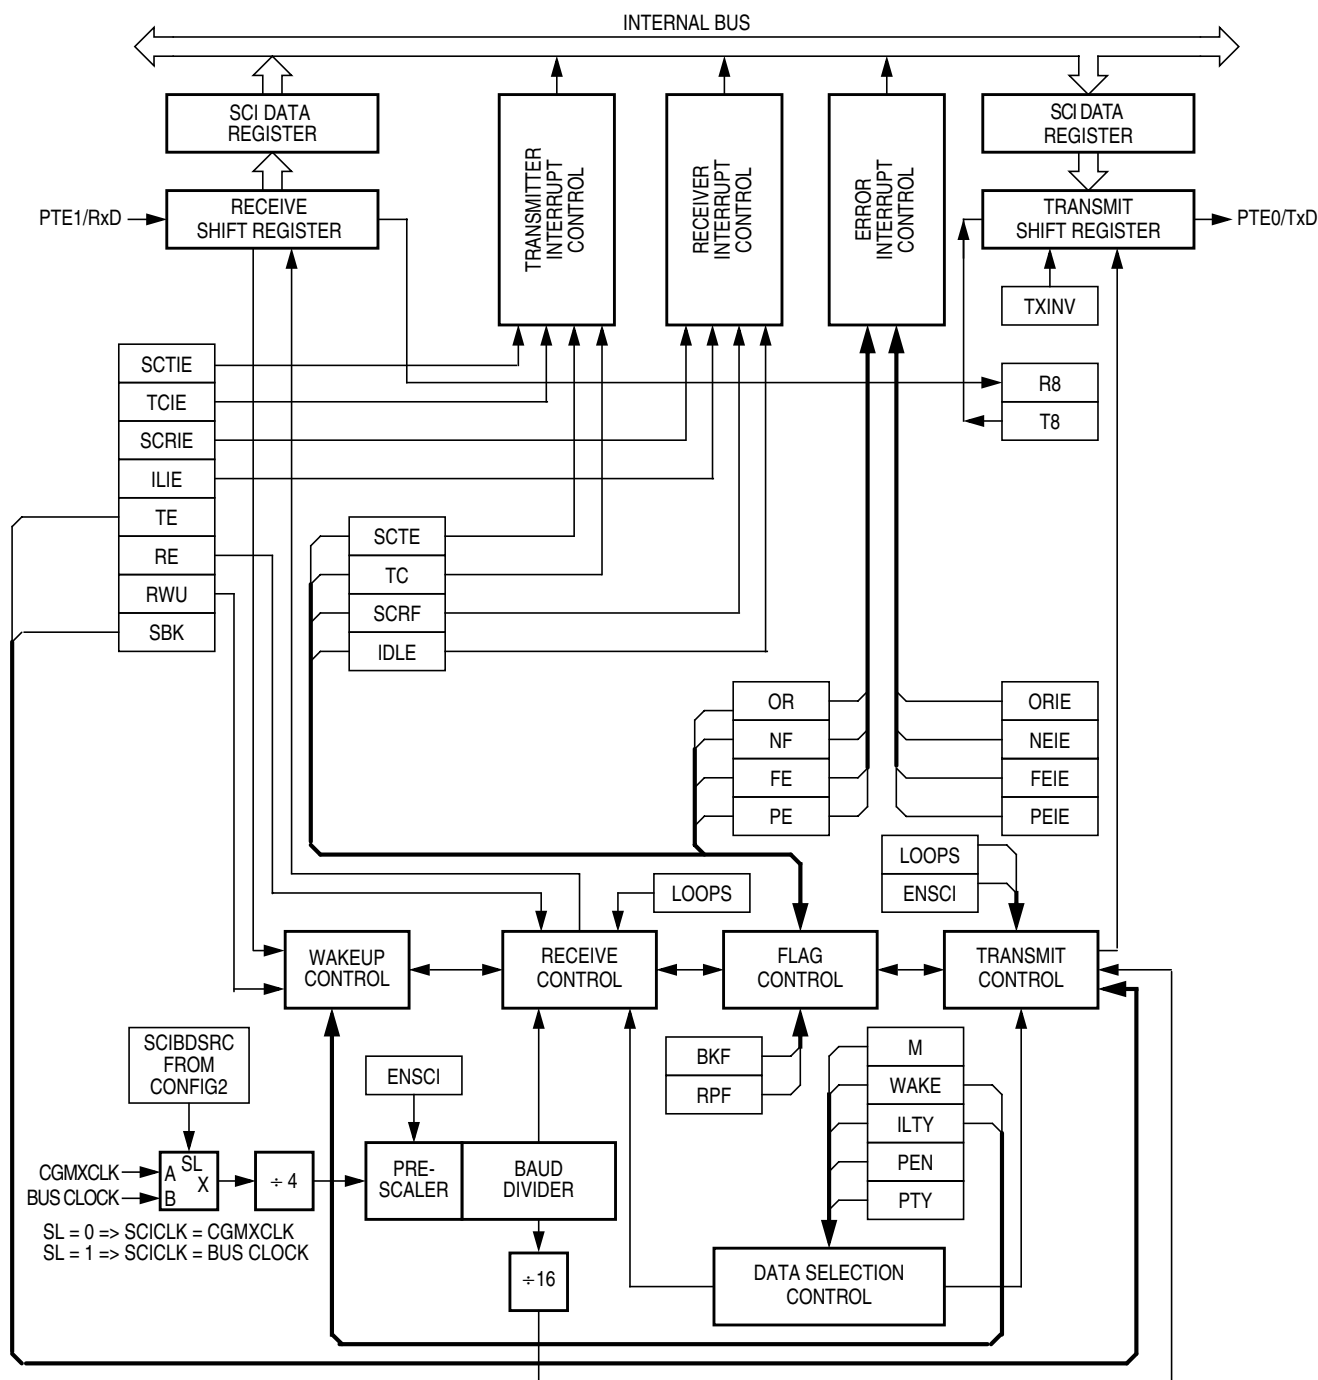 INTERNAL BUS
SCI DATA
REGISTER
TRANSMITTER
INTERRUPT
CONTROL
RECEIVER
INTERRUPT
CONTROL
ERROR
INTERRUPT
CONTROL
SCI DATA
REGISTER
PTE1/RxD
RECEIVE
SHIFT REGISTER
TRANSMIT
SHIFT REGISTER
PTE0/TxD
TXINV
SCTIE
TCIE
SCRIE
ILIE
TE
RE
RWU
SBK
R8
T8
SCTE
TC
SCRF
IDLE
OR
NF
FE
PE
ORIE
NEIE
FEIE
PEIE
LOOPS
ENSCI
LOOPS
WAKEUP
CONTROL
RECEIVE
CONTROL
FLAG
CONTROL
TRANSMIT
CONTROL
SCIBDSRC
FROM
CONFIG2
ENSCI
BKF
RPF
M
WAKE
ILTY
PEN
PTY
CGMXCLK
BUS CLOCK
A
B
SL
X
÷ 4
PRE-
SCALER
BAUD
DIVIDER
SL = 0 => SCICLK = CGMXCLK
SL = 1 => SCICLK = BUS CLOCK
÷16
DATA SELECTION
CONTROL